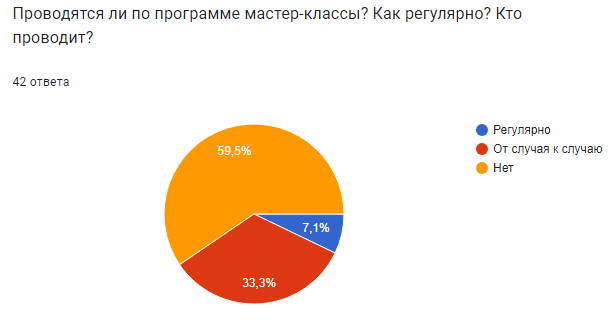 Проводятся ли по программе мастер-классы? Как регулярно? Кто
проводит?
42 ответа
Регулярно
От случая к случаю
Нет
59,5%
7,1%
33,3%